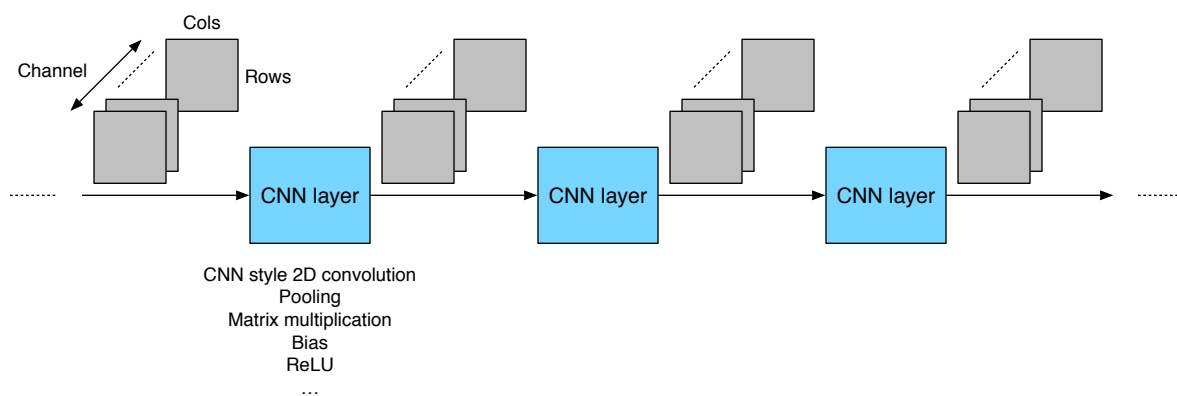 Cols
Channel
Rows
CNN layer
CNN layer
CNN layer
CNN style 2D convolution
Pooling
Matrix multiplication
Bias
ReLU
...